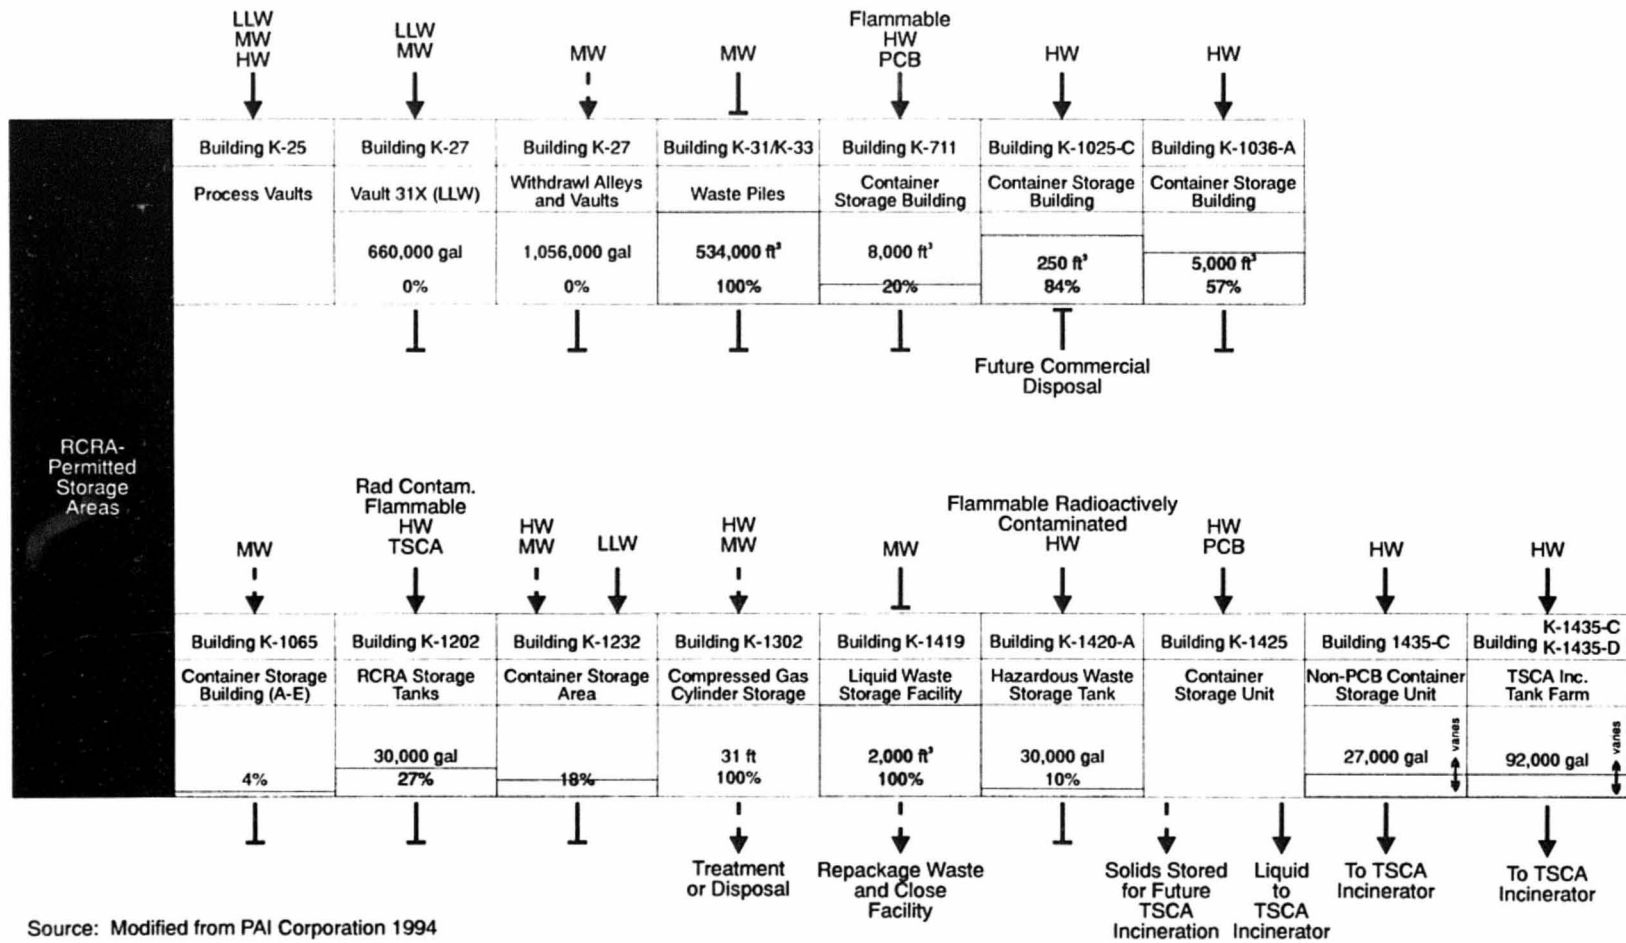 LLW
MW
HW
LLW
MW
MW
MW
Flammable
HW
PCB
HW
HW
Building K-25
Building K-27
Building K-27
Building K-31/K-33
Building K-711
Building K-1025-C
Building K-1036-A
Process Vaults
Vault 31X (LLW)
Withdrawl Alleys
and Vaults
Waste Piles
Container
Storage Building
Container Storage
Building
Container Storage
Building
660,000 gal
0%
1,056,000 gal
0%
534,000 ft³
100%
8,000 ft³
20%
250 ft³
84%
5,000 ft³
57%
Future Commercial
Disposal
RCRA-
Permitted
Storage
Areas
MW
Rad Contam.
Flammable
HW
TSCA
HW
MW
LLW
HW
MW
MW
Flammable Radioactively
Contaminated
HW
HW
PCB
HW
HW
Building K-1065
Building K-1202
Building K-1232
Building K-1302
Building K-1419
Building K-1420-A
Building K-1425
Building 1435-C
Building K-1435-C
K-1435-D
Container Storage
Building (A-E)
RCRA Storage
Tanks
Container Storage
Area
Compressed Gas
Cylinder Storage
Liquid Waste
Storage Facility
Hazardous Waste
Storage Tank
Container
Storage Unit
Non-PCB Container
Storage Unit
TSCA Inc.
Tank Farm
4%
30,000 gal
27%
18%
31 ft
100%
2,000 ft³
100%
30,000 gal
10%
27,000 gal
vanes
92,000 gal
vanes
Treatment
or Disposal
Repackage Waste
and Close
Facility
Solids Stored
for Future
TSCA
Incineration
Liquid
to
TSCA
Incinerator
To TSCA
Incinerator
To TSCA
Incinerator
Source: Modified from PAI Corporation 1994